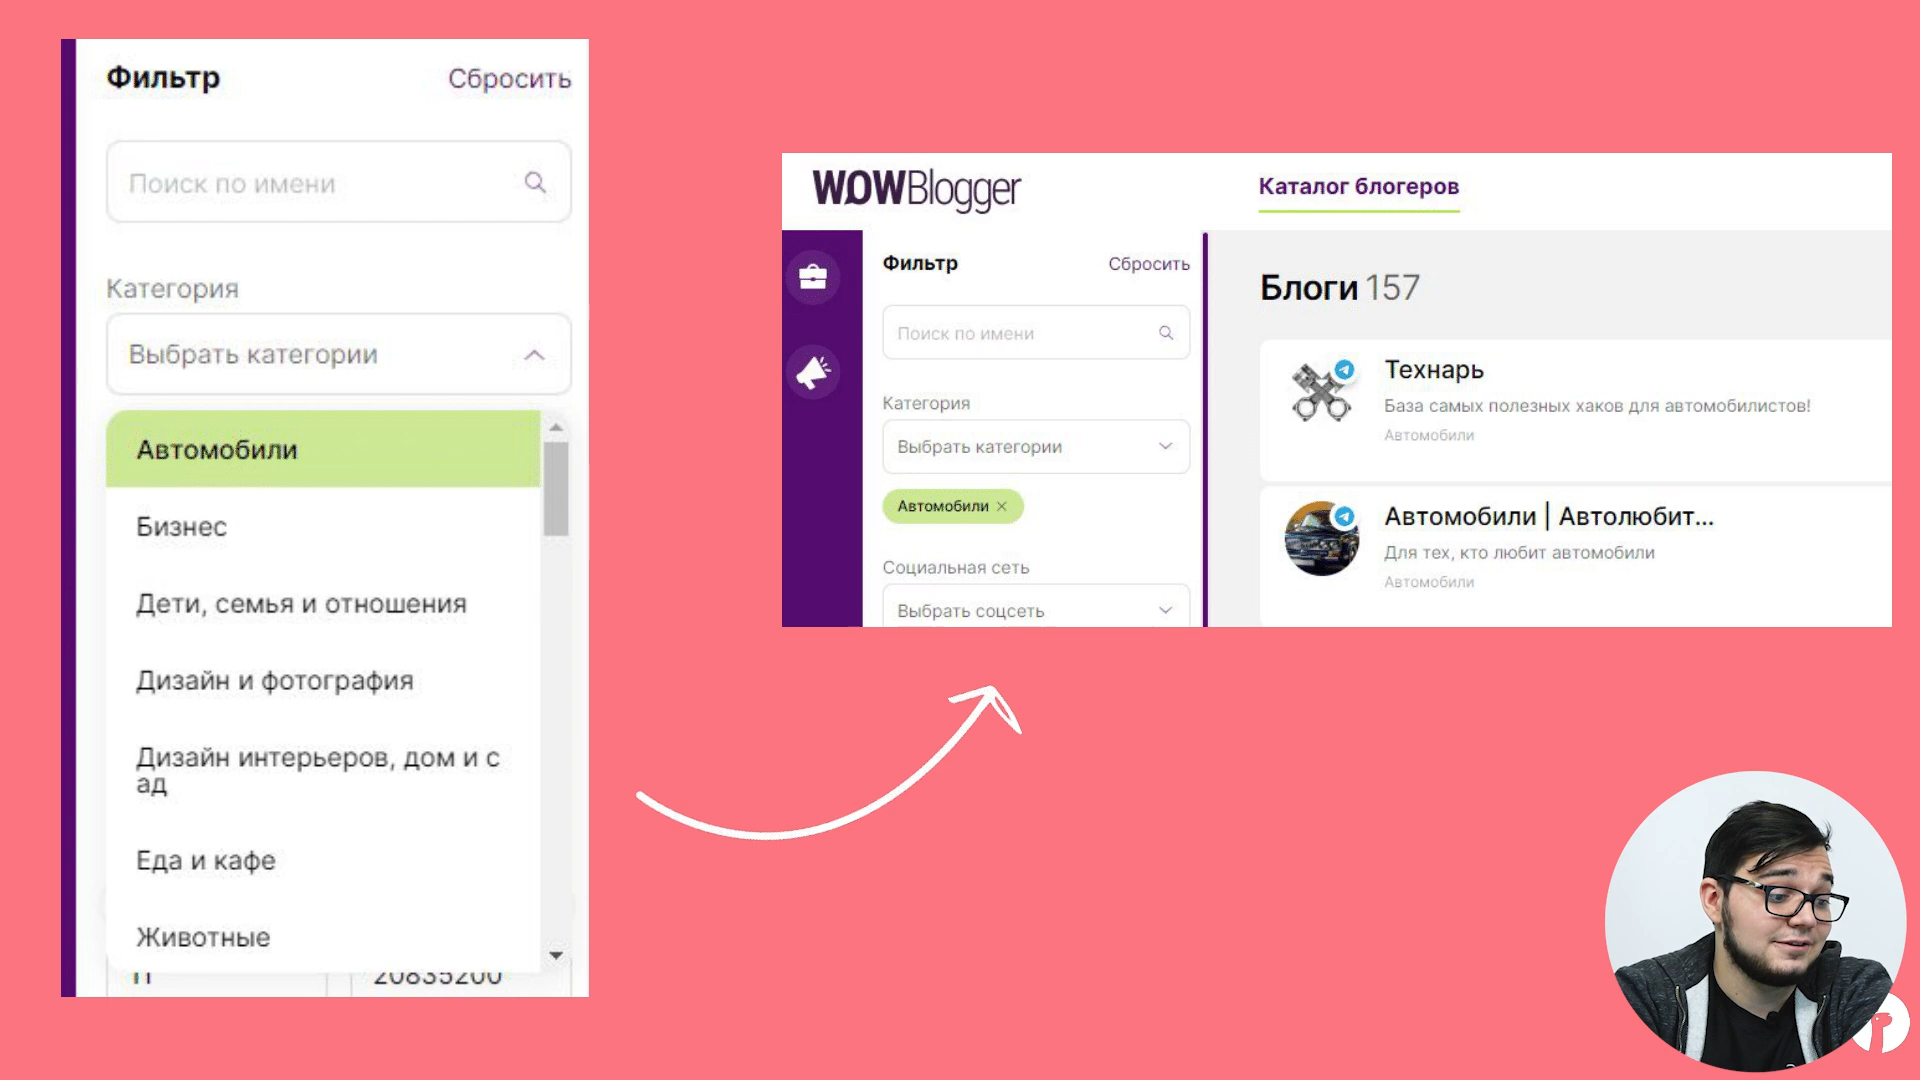 Фильтр
Сбросить
Поиск по имени
Категория
Выбрать категории
Автомобили
Бизнес
Дети, семья и отношения
Дизайн и фотография
Дизайн интерьеров, дом и с
ад
Еда и кафе
Животные
20835200
WOWBlogger
Каталог блогеров
Фильтр
Сбросить
Поиск по имени
Категория
Выбрать категории
Автомобили
Социальная сеть
Выбрать соцсеть
Блоги 157
Технарь
База самых полезных хаков для автомобилистов!
Автомобили
Автомобили | Автолюбит...
Для тех, кто любит автомобили
Автомобили